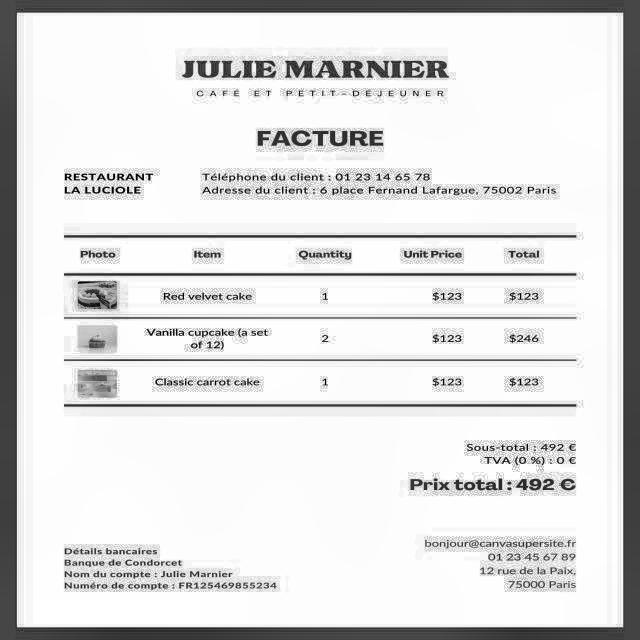 JULIE MARNIER
CAFÉ ET PETIT-DÉJEUNER
FACTURE
RESTAURANT
LA LUCIOLE
Téléphone du client : 01 23 14 65 78
Adresse du client : 6 place Fernand Lafargue, 75002 Paris
Photo Item Quantity Unit Price Total
Red velvet cake 1 $123 $123
Vanilla cupcake (a set
of 12) 2 $123 $246
Classic carrot cake 1 $123 $123
Sous-total : 492 €
TVA (0 %) : 0 €
Prix total : 492 €
Détails bancaires
Banque de Condorcet
Nom du compte : Julie Marnier
Numéro de compte : FR125469855234
bonjour@canvasupersite.fr
01 23 45 67 89
12 rue de la Paix,
75000 Paris